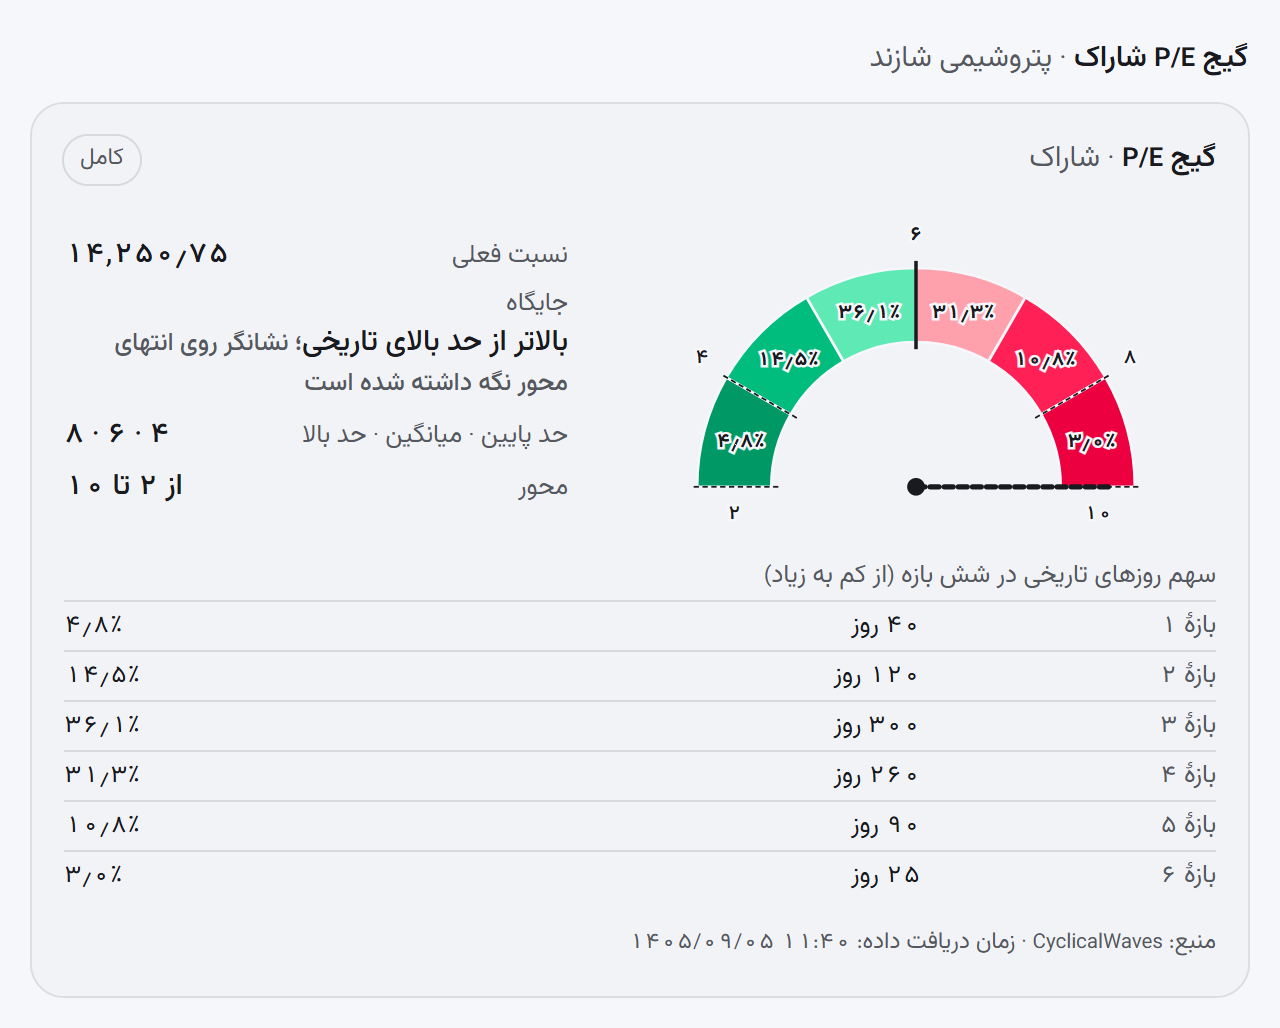 گیج P/E شاراک · پتروشیمی شازند
گیج P/E · شاراک
کامل
۶
۳۶٫۱٪
۳۱٫۳٪
۱۴٫۵٪
۱۰٫۸٪
۴
۸
۴٫۸٪
۳٫۰٪
۲
۱۰
نسبت فعلی ۱۴,۲۵۰٫۷۵
جایگاه
بالاتر از حد بالای تاریخی؛ نشانگر روی انتهای
محور نگه داشته شده است
حد پایین · میانگین · حد بالا ۴ · ۶ · ۸
محور از ۲ تا ۱۰
سهم روزهای تاریخی در شش بازه (از کم به زیاد)
بازهٔ ۱ ۴۰ روز ۴٫۸٪
بازهٔ ۲ ۱۲۰ روز ۱۴٫۵٪
بازهٔ ۳ ۳۰۰ روز ۳۶٫۱٪
بازهٔ ۴ ۲۶۰ روز ۳۱٫۳٪
بازهٔ ۵ ۹۰ روز ۱۰٫۸٪
بازهٔ ۶ ۲۵ روز ۳٫۰٪
منبع: CyclicalWaves · زمان دریافت داده: ۱۴۰۵/۰۹/۰۵ ۱۱:۴۰